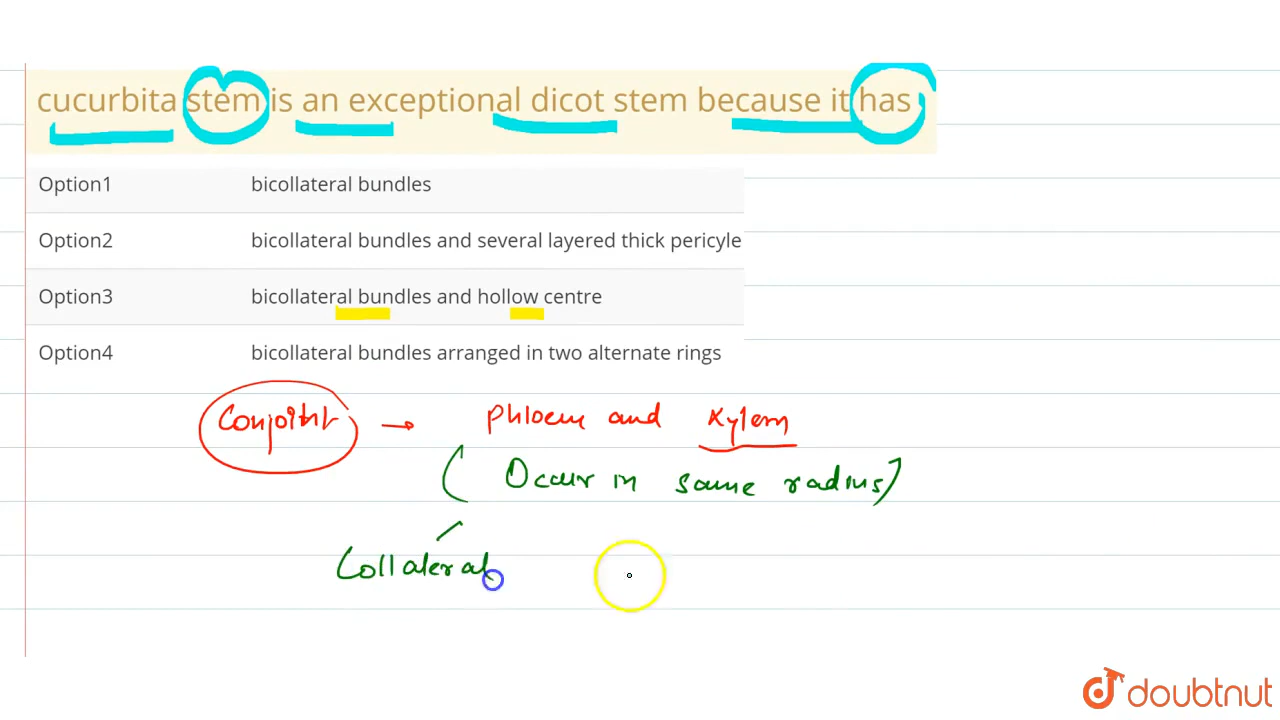 cucurbita stem is an exceptional dicot stem because it has
Option1 bicollateral bundles
Option2 bicollateral bundles and several layered thick pericyle
Option3 bicollateral bundles and hollow centre
Option4 bicollateral bundles arranged in two alternate rings
Conjoint → Phloem and Xylem
(Occur in same radius)
Collateral
doubtnut